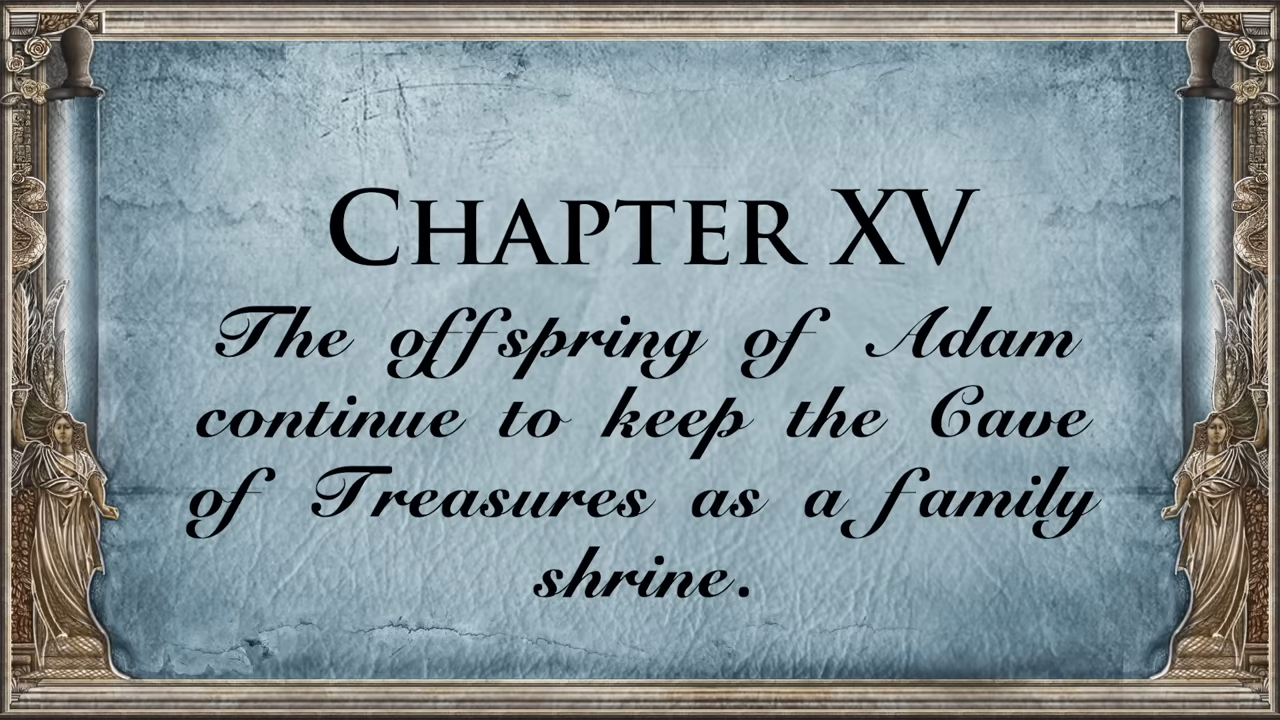 Chapter XV
The offspring of Adam
continue to keep the Cave
of Treasures as a family
shrine.